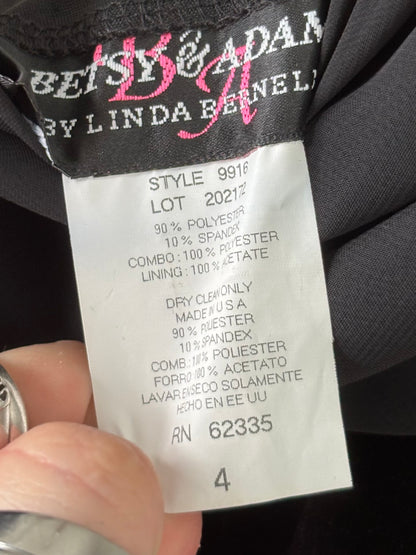 BETSY & ADAM
BA
BY LINDA BERNELL
STYLE 9916
LOT 202172
90% POLYESTER
10% SPANDEX
COMBO: 100% POLYESTER
LINING: 100% ACETATE
DRY CLEAN ONLY
MADE IN U S A
90% POLIESTER
10% SPANDEX
COMB: 100% POLIESTER
FORRO 100% ACETATO
LAVAR EN SECO SOLAMENTE
HECHO EN EE UU
RN 62335
4